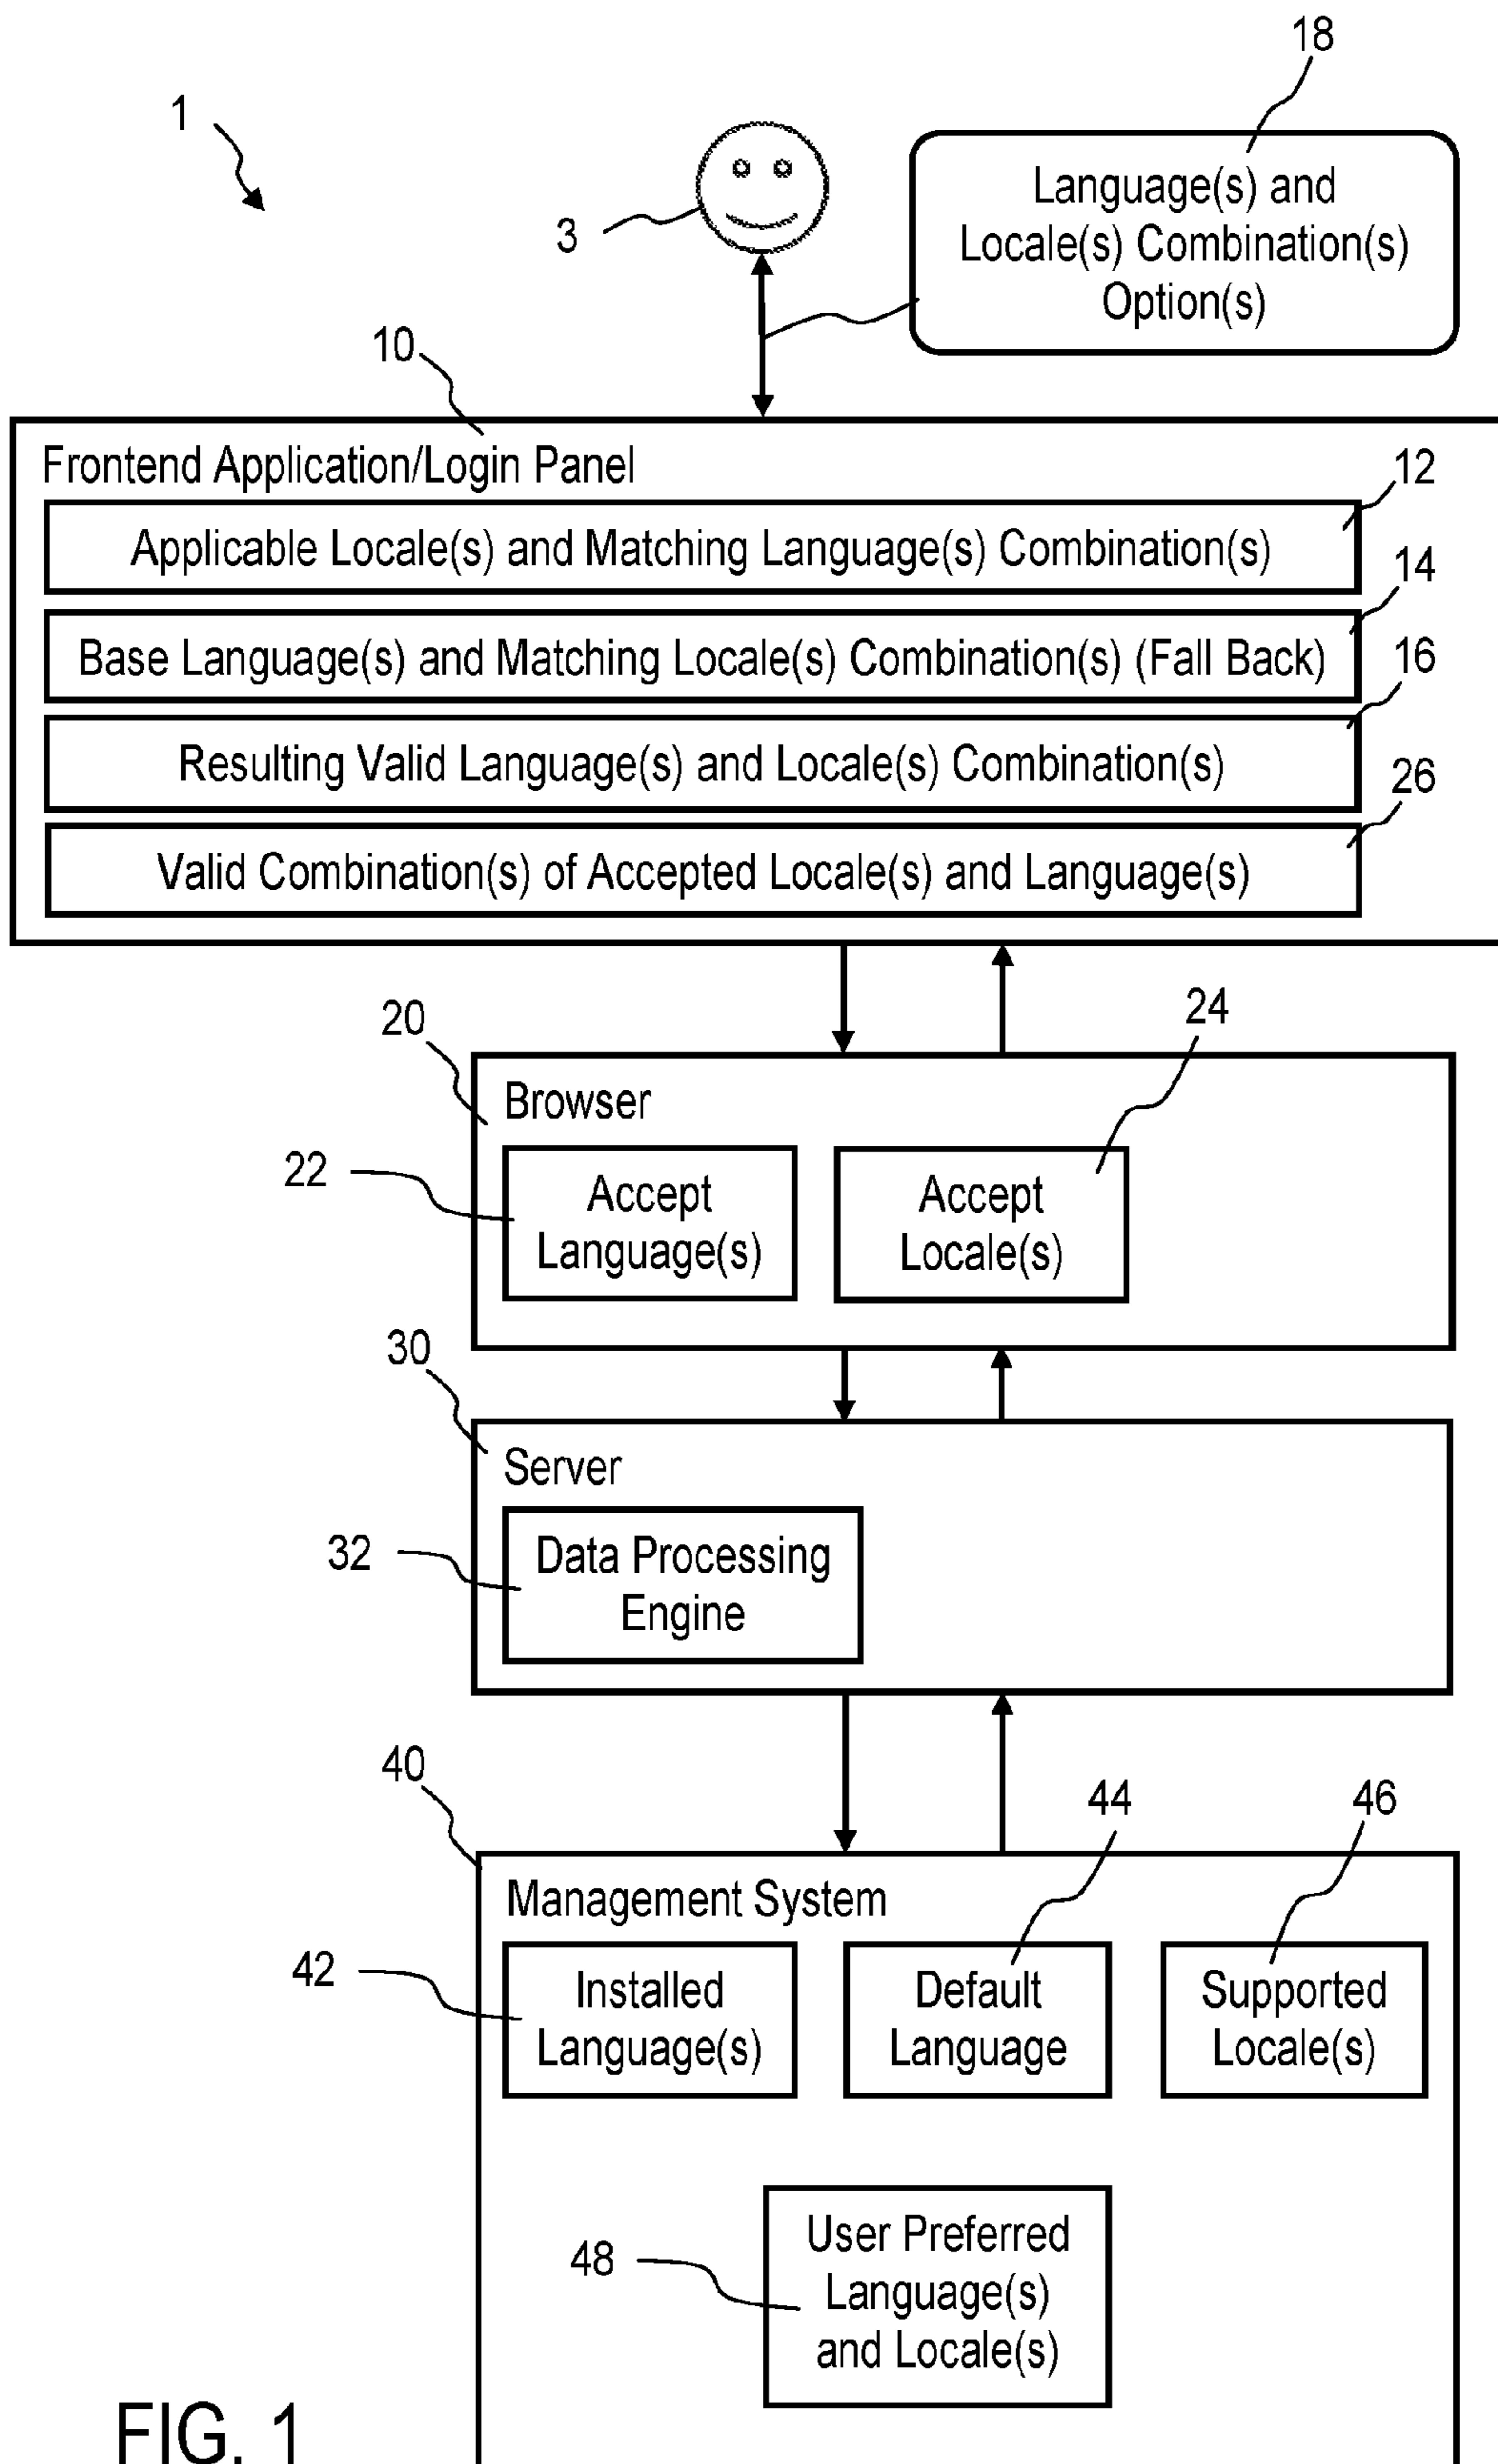 18
1
Language(s) and
Locale(s) Combination(s)
Option(s)
3
10
Frontend Application/Login Panel
12
Applicable Locale(s) and Matching Language(s) Combination(s)
14
Base Language(s) and Matching Locale(s) Combination(s) (Fall Back)
16
Resulting Valid Language(s) and Locale(s) Combination(s)
26
Valid Combination(s) of Accepted Locale(s) and Language(s)
20
24
Browser
22
Accept
Language(s)
Accept
Locale(s)
30
Server
32
Data Processing
Engine
40
44
46
Management System
42
Installed
Language(s)
Default
Language
Supported
Locale(s)
48
User Preferred
Language(s)
and Locale(s)
FIG. 1